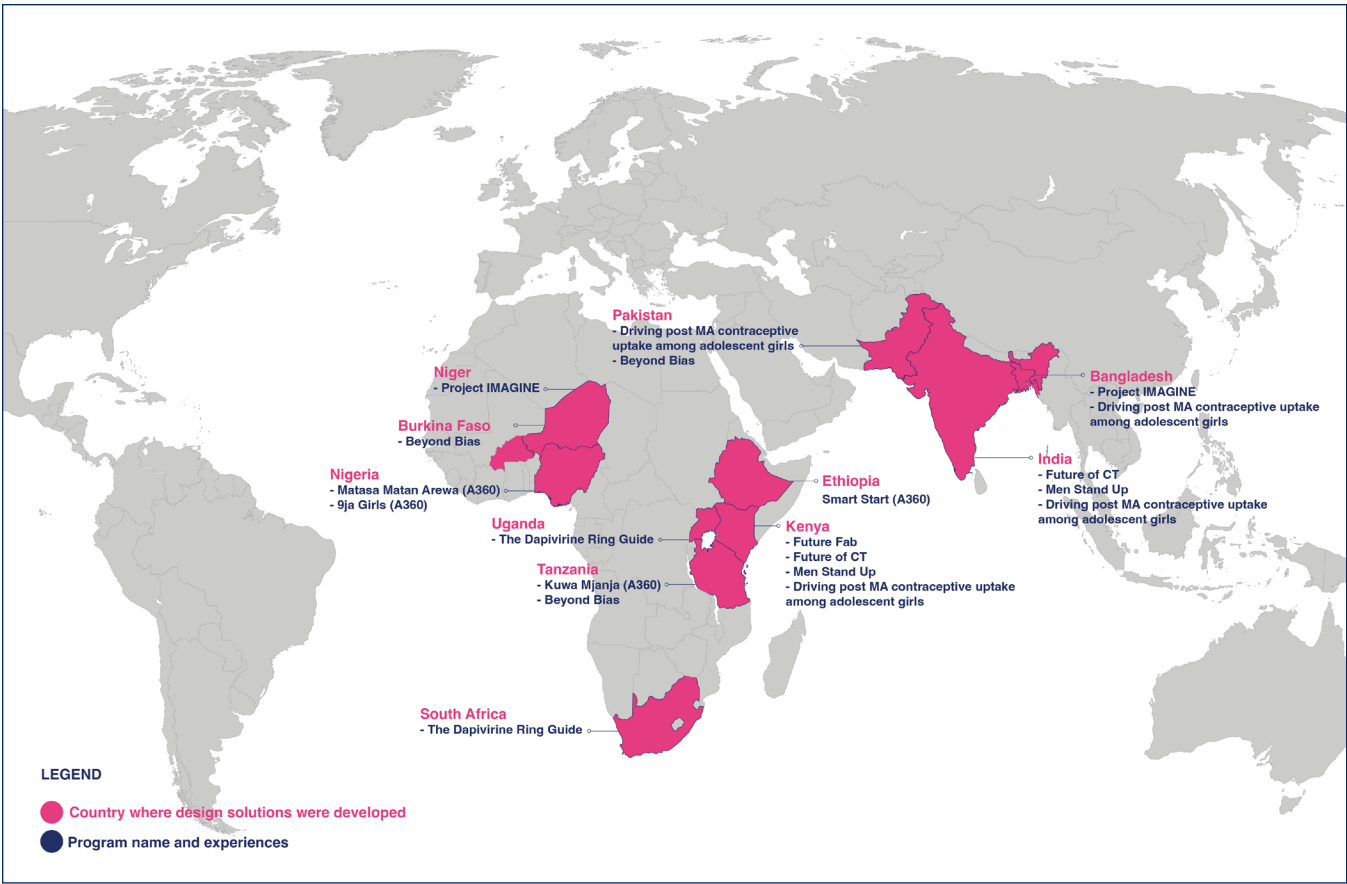 Pakistan
- Driving post MA contraceptive
uptake among adolescent girls
- Beyond Bias
Niger
- Project IMAGINE
Burkina Faso
- Beyond Bias
Nigeria
- Matasa Matan Arewa (A360)
- 9ja Girls (A360)
Uganda
- The Dapivirine Ring Guide
Tanzania
- Kuwa Mjanja (A360)
- Beyond Bias
South Africa
- The Dapivirine Ring Guide
Bangladesh
- Project IMAGINE
- Driving post MA contraceptive uptake
among adolescent girls
India
- Future of CT
- Men Stand Up
- Driving post MA contraceptive uptake
among adolescent girls
Ethiopia
Smart Start (A360)
Kenya
- Future Fab
- Future of CT
- Men Stand Up
- Driving post MA contraceptive uptake
among adolescent girls
LEGEND
Country where design solutions were developed
Program name and experiences